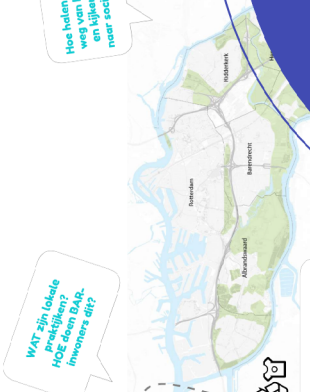 Hoe halen
weg van
en kijken
naar soci
Ridderkerk
Barendrecht
Rotterdam
Albrandswaard
WAT zijn lokale
praktijken?
HOE doen BAR-
inwoners dit?